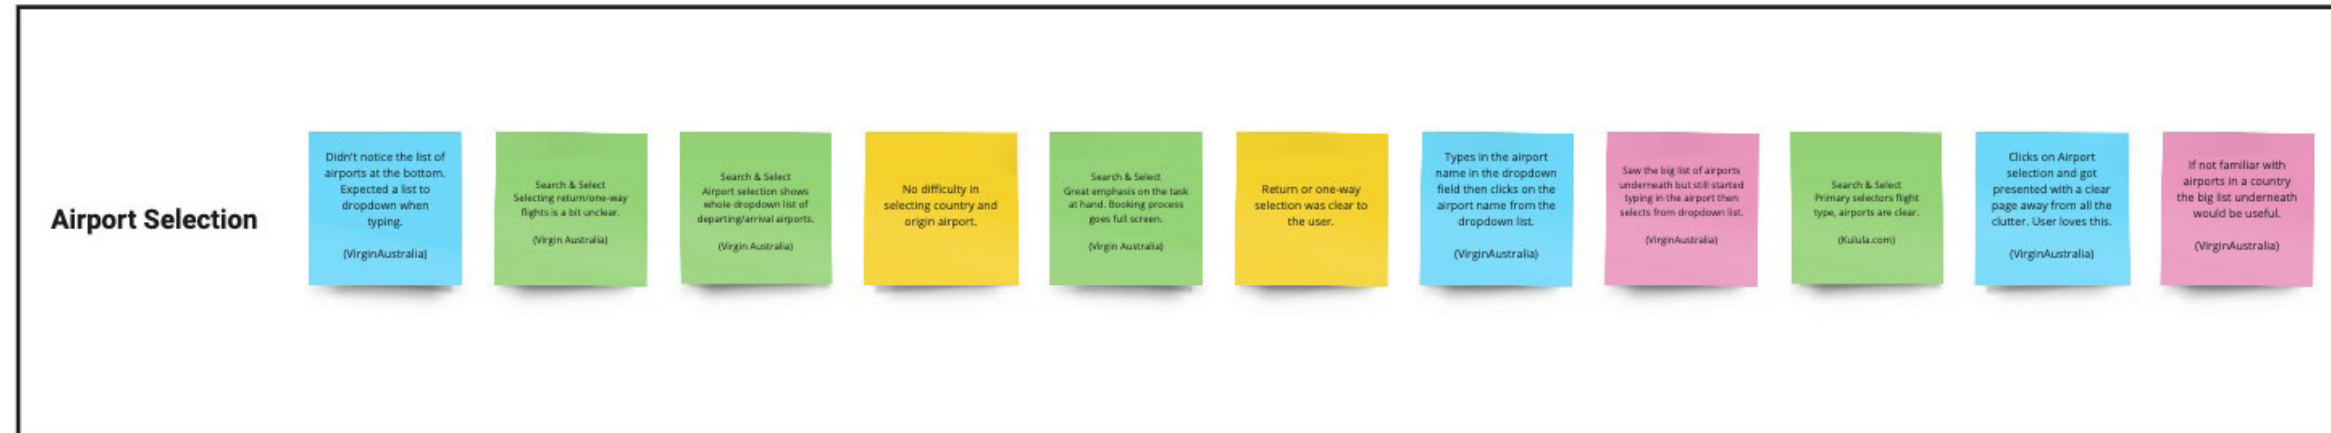 Airport Selection
Didn't notice the list of
airports at the bottom.
Expected a list to
dropdown when
typing.
(VirginAustralia)
Search & Select
Selecting return/one-way
flights is a bit unclear.
(Virgin Australia)
Search & Select
Airport selection shows
whole dropdown list of
departing/arrival airports.
(Virgin Australia)
No difficulty in
selecting country and
origin airport.
Search & Select
Great emphasis on the task
at hand. Booking process
goes full screen.
(Virgin Australia)
Return or one-way
selection was clear to
the user.
Types in the airport
name in the dropdown
field then clicks on the
airport name from the
dropdown list.
(VirginAustralia)
Saw the big list of airports
underneath but still started
typing in the airport then
selects from dropdown list.
(VirginAustralia)
Search & Select
Primary selectors flight
type, airports are clear.
(Kulula.com)
Clicks on Airport
selection and got
presented with a clear
page away from all the
clutter. User loves this.
(VirginAustralia)
If not familiar with
airports in a country
the big list underneath
would be useful.
(VirginAustralia)